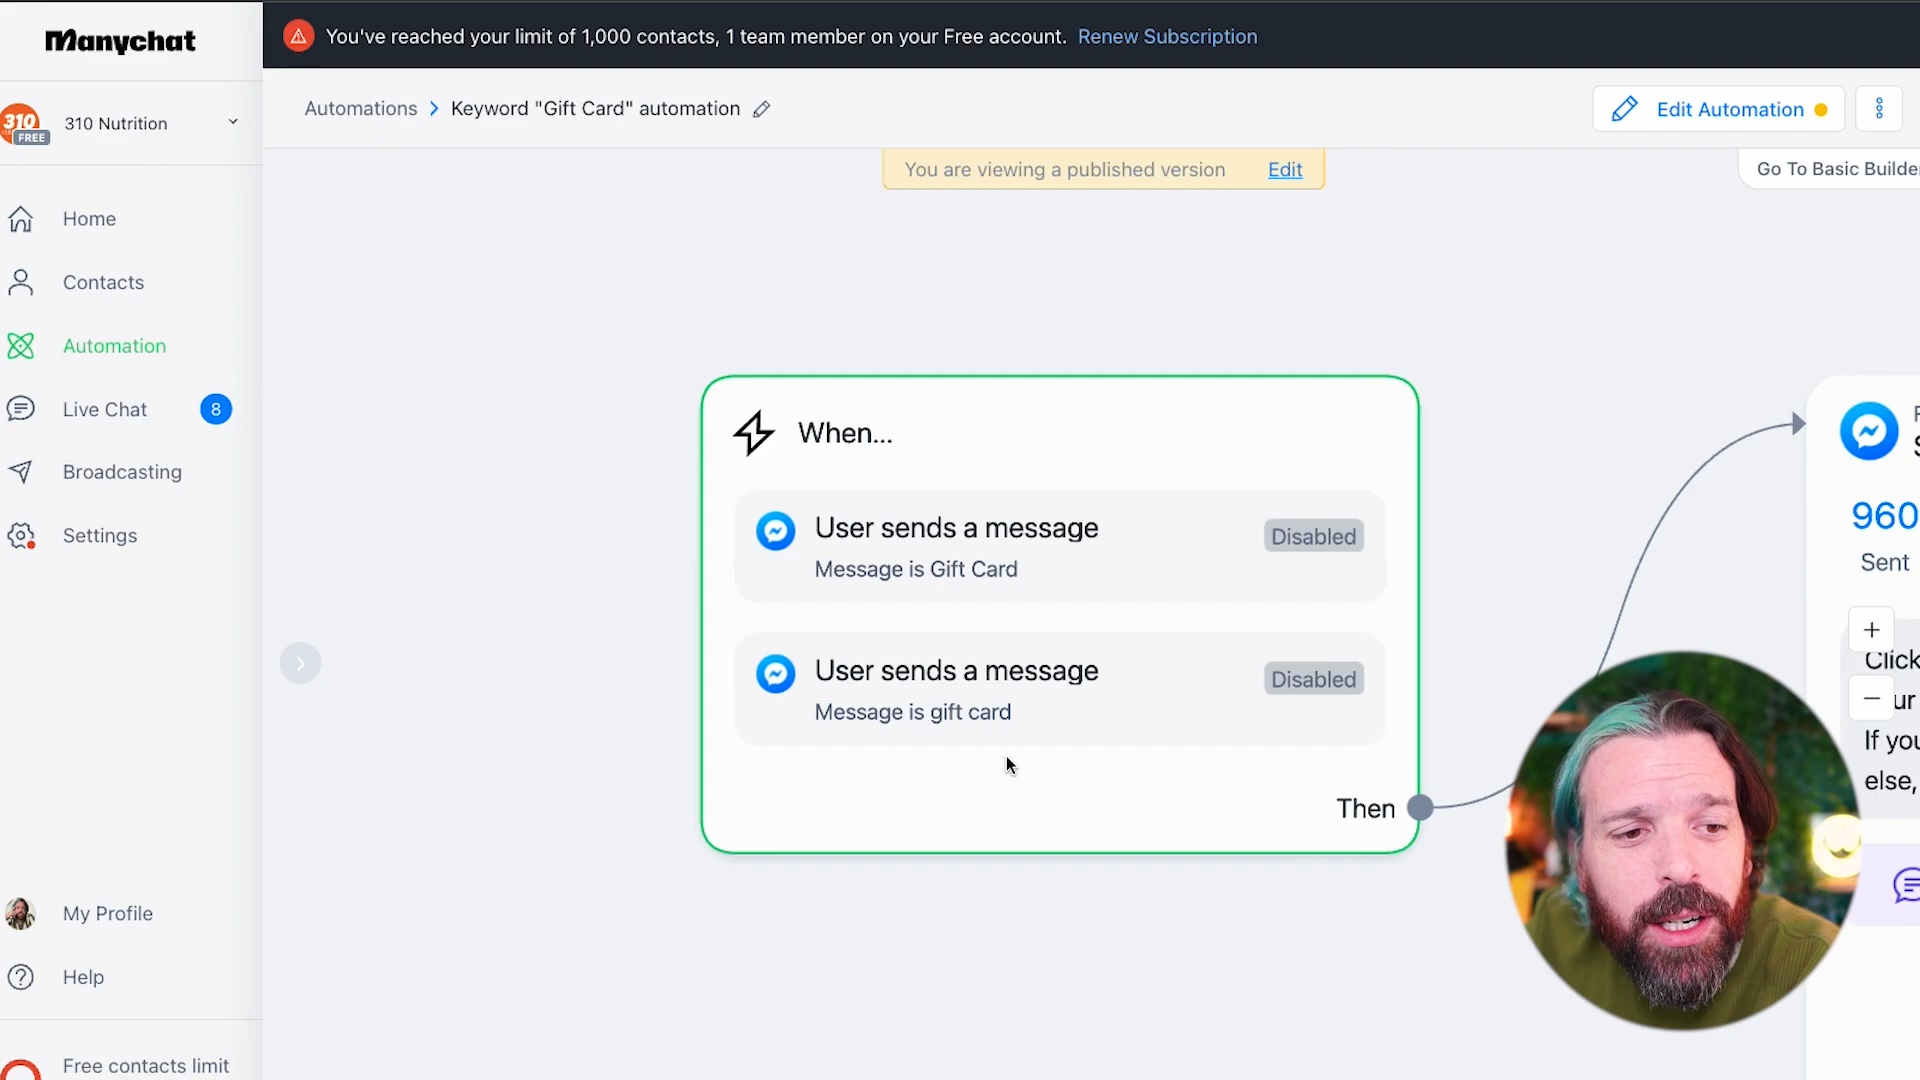 Manychat
You've reached your limit of 1,000 contacts, 1 team member on your Free account. Renew Subscription
310
FREE
310 Nutrition
Automations > Keyword "Gift Card" automation
Edit Automation
You are viewing a published version Edit
Go To Basic Builder
Home
Contacts
Automation
Live Chat 8
Broadcasting
Settings
When...
User sends a message
Disabled
Message is Gift Card
User sends a message
Disabled
Message is gift card
Then
960
Sent
+
Click
−
If you
else,
My Profile
Help
Free contacts limit